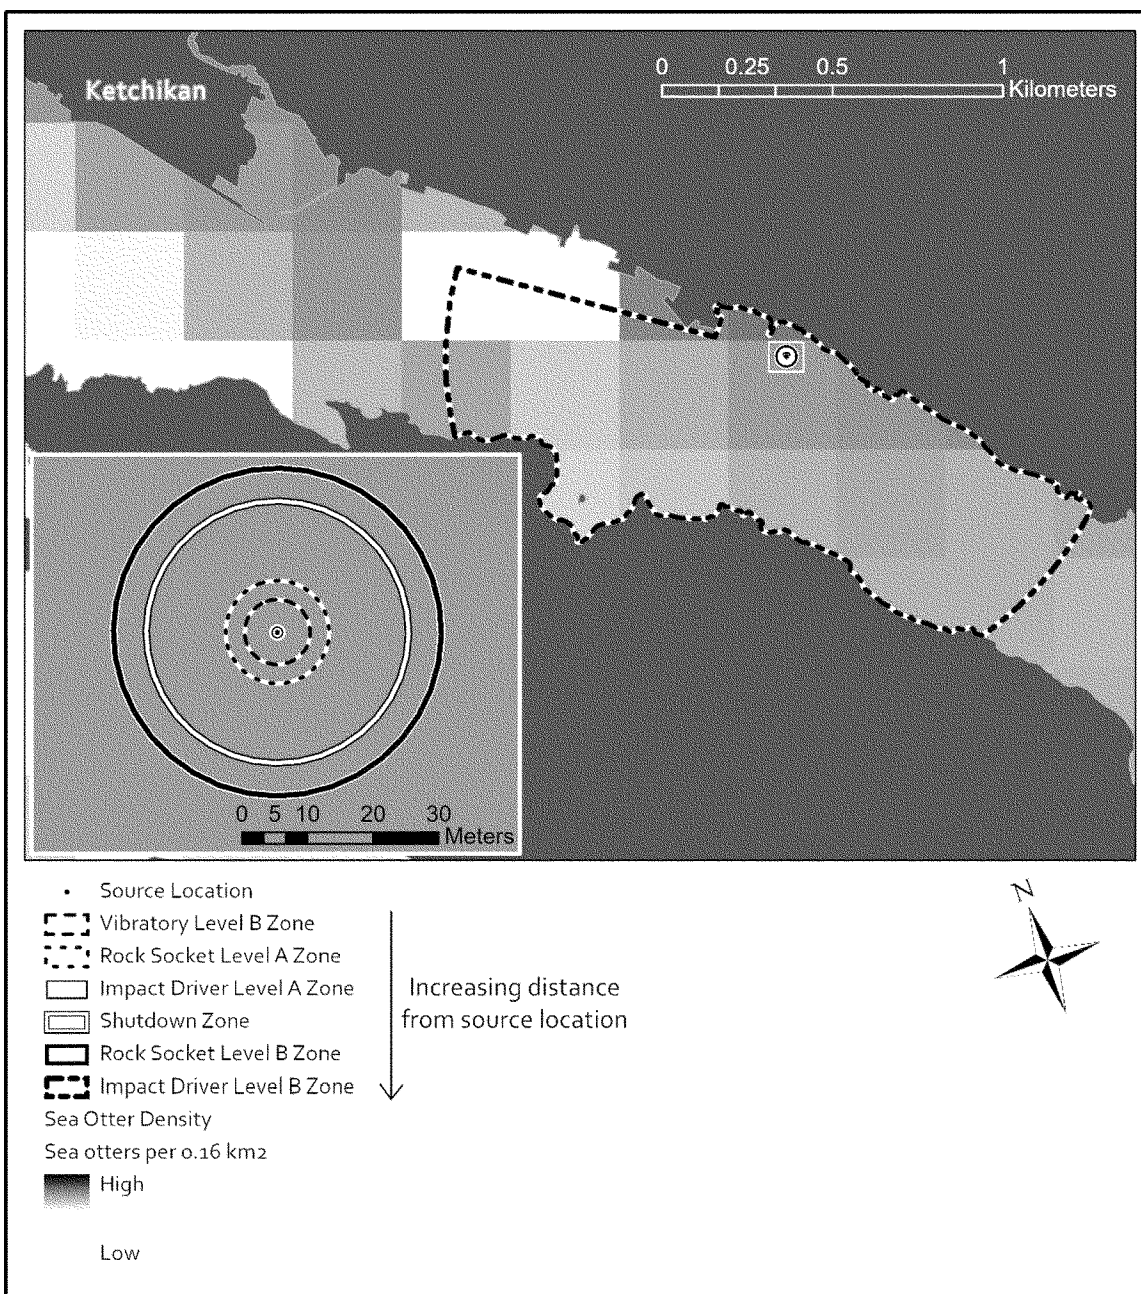 Ketchikan
0 0.25 0.5 1
Kilometers
0 5 10 20 30
Meters
N
Source Location
Vibratory Level B Zone
Rock Socket Level A Zone
Impact Driver Level A Zone
Shutdown Zone
Rock Socket Level B Zone
Impact Driver Level B Zone
Increasing distance
from source location
Sea Otter Density
Sea otters per 0.16 km2
High
Low